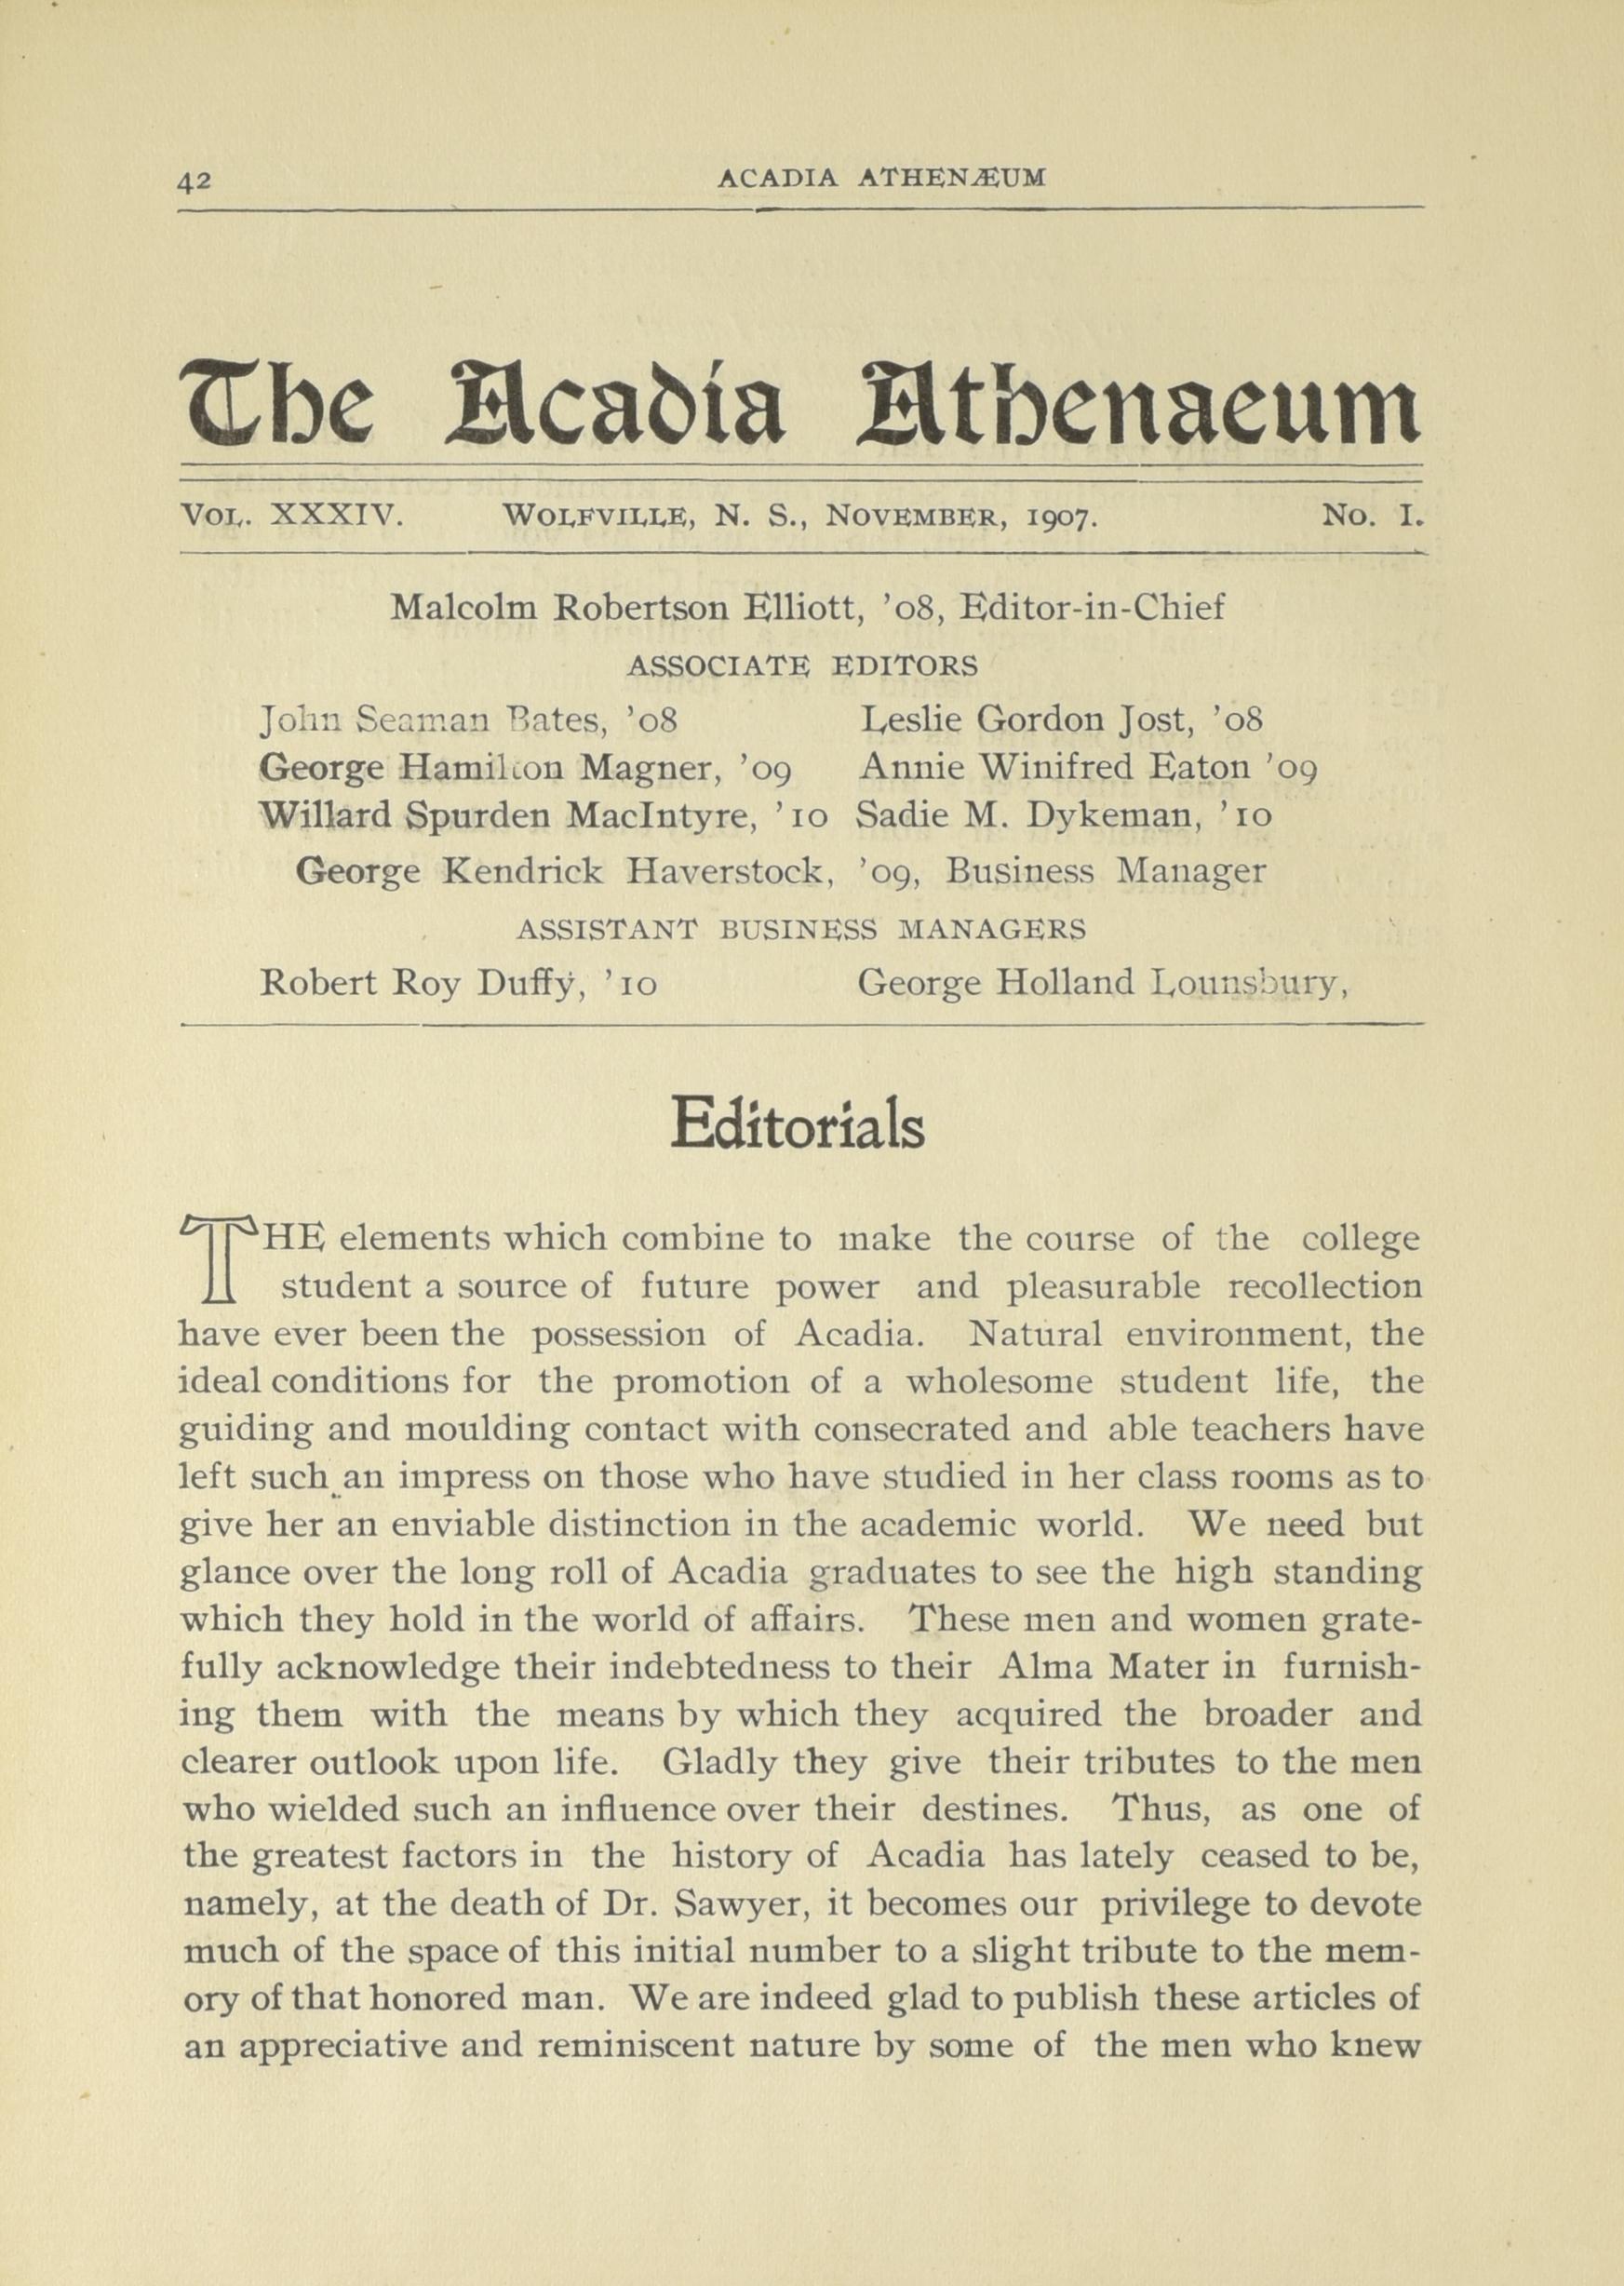 42 ACADIA ATHENÆUM
The Acadia Athenaeum
VOL. XXXIV. WOLFVILLE, N. S., NOVEMBER, 1907. No. I.
Malcolm Robertson Elliott, '08, Editor-in-Chief
ASSOCIATE EDITORS
John Seaman Bates, '08 Leslie Gordon Jost, '08
George Hamilton Magner, '09 Annie Winifred Eaton '09
Willard Spurden MacIntyre, '10 Sadie M. Dykeman, '10
George Kendrick Haverstock, '09, Business Manager
ASSISTANT BUSINESS MANAGERS
Robert Roy Duffy, '10 George Holland Lounsbury,
Editorials
THE elements which combine to make the course of the college
student a source of future power and pleasurable recollection
have ever been the possession of Acadia. Natural environment, the
ideal conditions for the promotion of a wholesome student life, the
guiding and moulding contact with consecrated and able teachers have
left such an impress on those who have studied in her class rooms as to
give her an enviable distinction in the academic world. We need but
glance over the long roll of Acadia graduates to see the high standing
which they hold in the world of affairs. These men and women grate-
fully acknowledge their indebtedness to their Alma Mater in furnish-
ing them with the means by which they acquired the broader and
clearer outlook upon life. Gladly they give their tributes to the men
who wielded such an influence over their destines. Thus, as one of
the greatest factors in the history of Acadia has lately ceased to be,
namely, at the death of Dr. Sawyer, it becomes our privilege to devote
much of the space of this initial number to a slight tribute to the mem-
ory of that honored man. We are indeed glad to publish these articles of
an appreciative and reminiscent nature by some of the men who knew